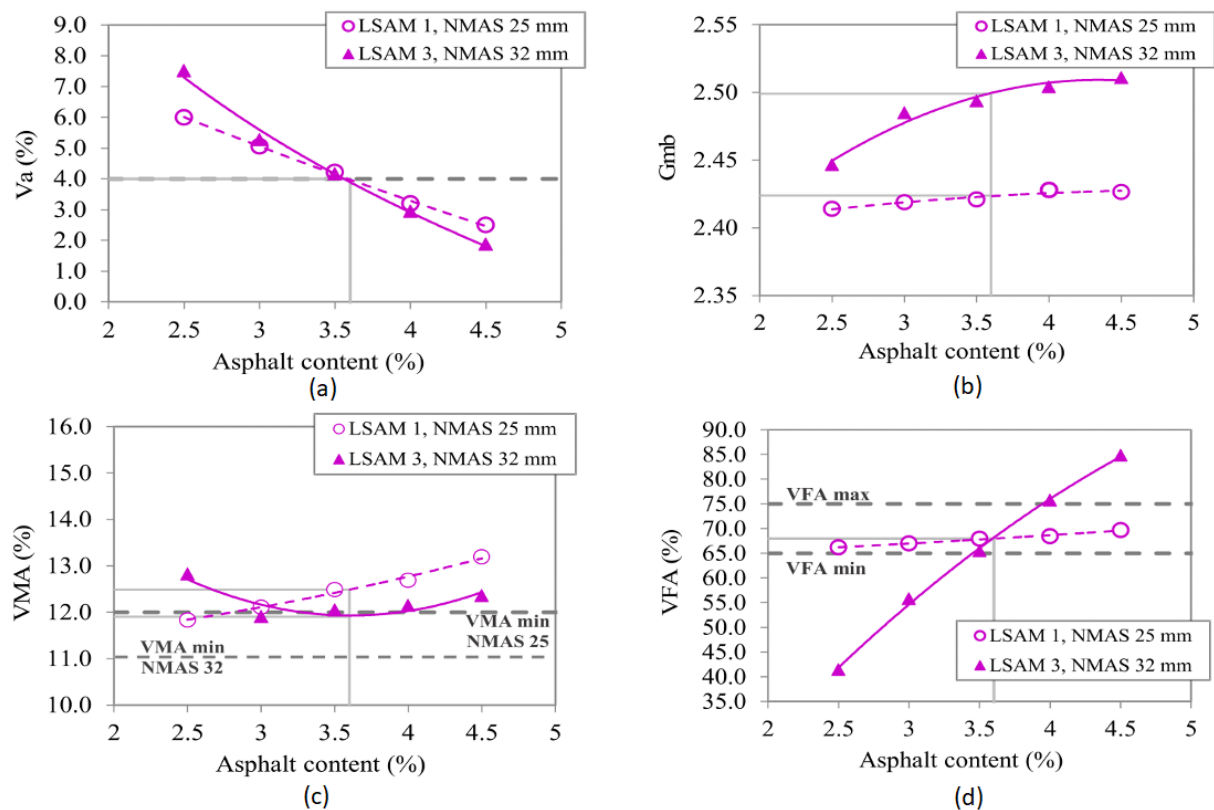 LSAM 1, NMAS 25 mm
LSAM 3, NMAS 32 mm
Va (%)
9.0
8.0
7.0
6.0
5.0
4.0
3.0
2.0
1.0
0.0
2 2.5 3 3.5 4 4.5 5
Asphalt content (%)
(a)
LSAM 1, NMAS 25 mm
LSAM 3, NMAS 32 mm
Gmb
2.55
2.50
2.45
2.40
2.35
2 2.5 3 3.5 4 4.5 5
Asphalt content (%)
(b)
LSAM 1, NMAS 25 mm
LSAM 3, NMAS 32 mm
VMA (%)
16.0
15.0
14.0
13.0
12.0
11.0
10.0
VMA min
NMAS 25
VMA min
NMAS 32
2 2.5 3 3.5 4 4.5 5
Asphalt content (%)
(c)
VFA (%)
90.0
85.0
80.0
75.0
70.0
65.0
60.0
55.0
50.0
45.0
40.0
35.0
VFA max
VFA min
LSAM 1, NMAS 25 mm
LSAM 3, NMAS 32 mm
2 2.5 3 3.5 4 4.5 5
Asphalt content (%)
(d)